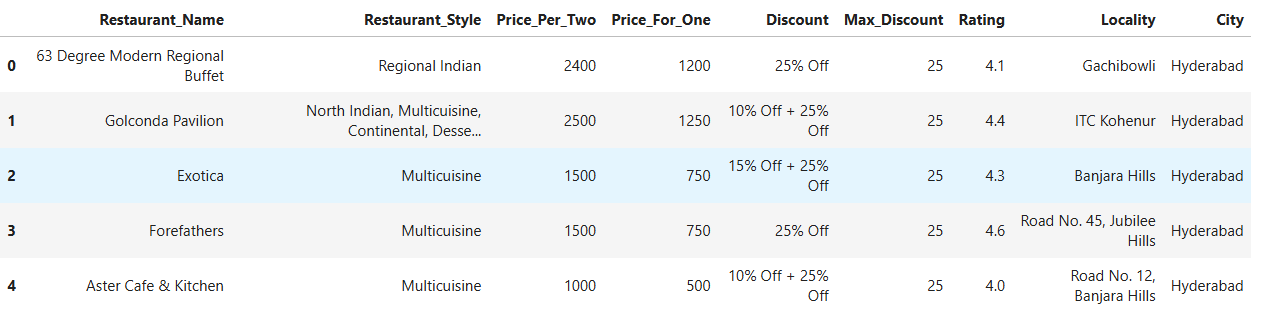 Restaurant_Name Restaurant_Style Price_Per_Two Price_For_One Discount Max_Discount Rating Locality City
0 63 Degree Modern Regional Buffet Regional Indian 2400 1200 25% Off 25 4.1 Gachibowli Hyderabad
1 Golconda Pavilion North Indian, Multicuisine, Continental, Desse... 2500 1250 10% Off + 25% Off 25 4.4 ITC Kohenur Hyderabad
2 Exotica Multicuisine 1500 750 15% Off + 25% Off 25 4.3 Banjara Hills Hyderabad
3 Forefathers Multicuisine 1500 750 25% Off 25 4.6 Road No. 45, Jubilee Hills Hyderabad
4 Aster Cafe & Kitchen Multicuisine 1000 500 10% Off + 25% Off 25 4.0 Road No. 12, Banjara Hills Hyderabad